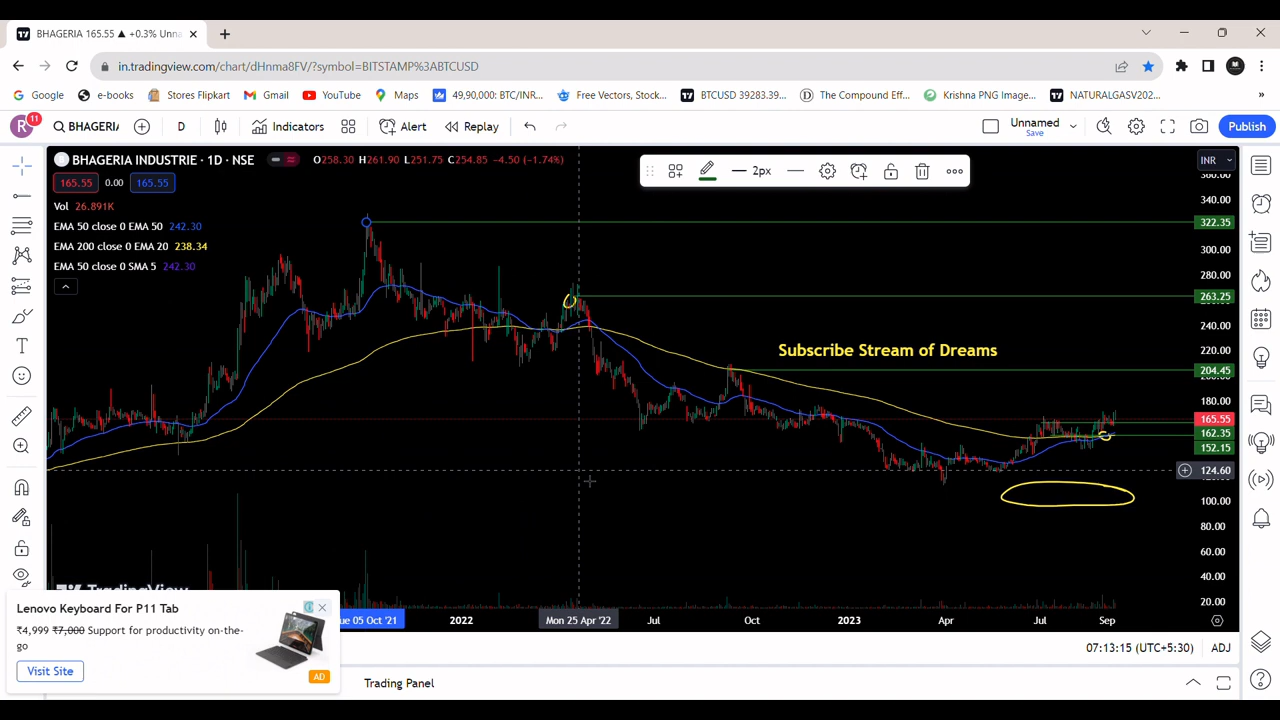 BHAGERIA 165.55 ▲ +0.3% Unna
in.tradingview.com/chart/dHnma8FV/?symbol=BITSTAMP%3ABTCUSD
Google e-books Stores Flipkart Gmail YouTube Maps 49,90,000: BTC/INR... Free Vectors, Stock... BTCUSD 39283.39... The Compound Eff... Krishna PNG Image... NATURALGASV2... »
R 11 BHAGERIA D Indicators Alert Replay Unnamed Save Publish
BHAGERIA INDUSTRIE · 1D · NSE O258.30 H261.90 L251.75 C254.85 -4.50 (-1.74%)
2px
INR
165.55 0.00 165.55
Vol 26.891K
EMA 50 close 0 EMA 50 242.30
EMA 200 close 0 EMA 20 238.34
EMA 50 close 0 SMA 5 242.30
360.00
340.00
322.35
300.00
280.00
263.25
240.00
220.00
Subscribe Stream of Dreams
204.45
180.00
165.55
162.35
152.15
124.60
100.00
80.00
60.00
40.00
20.00
TradingView
Lenovo Keyboard For P11 Tab
₹4,999 ₹7,000 Support for productivity on-the-
go
Visit Site
AD
ue 05 Oct '21 2022 Mon 25 Apr '22 Jul Oct 2023 Apr Jul Sep
07:13:15 (UTC+5:30) ADJ
Trading Panel